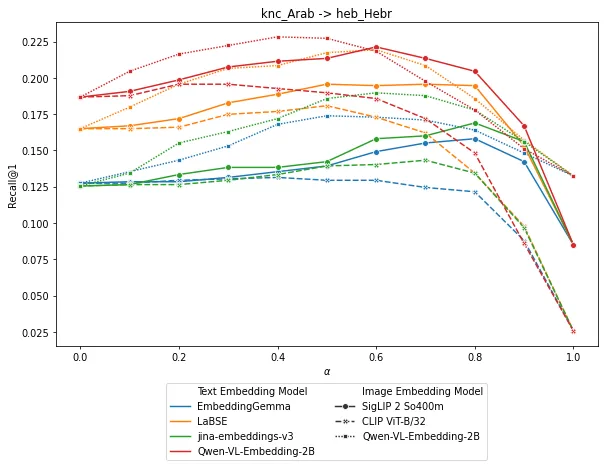 knc_Arab -> heb_Hebr
Recall@1
0.225
0.200
0.175
0.150
0.125
0.100
0.075
0.050
0.025
0.0 0.2 0.4 0.6 0.8 1.0
α
Text Embedding Model
EmbeddingGemma
LaBSE
jina-embeddings-v3
Qwen-VL-Embedding-2B
Image Embedding Model
SigLIP 2 So400m
CLIP ViT-B/32
Qwen-VL-Embedding-2B